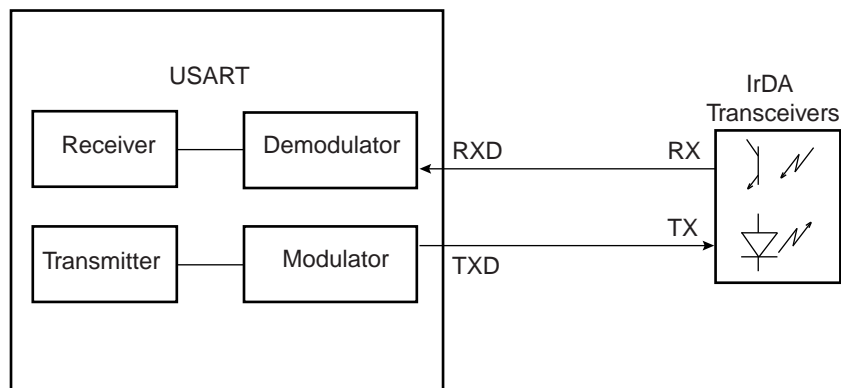 USART
IrDA
Transceivers
Receiver
Demodulator
RXD
RX
Transmitter
Modulator
TXD
TX